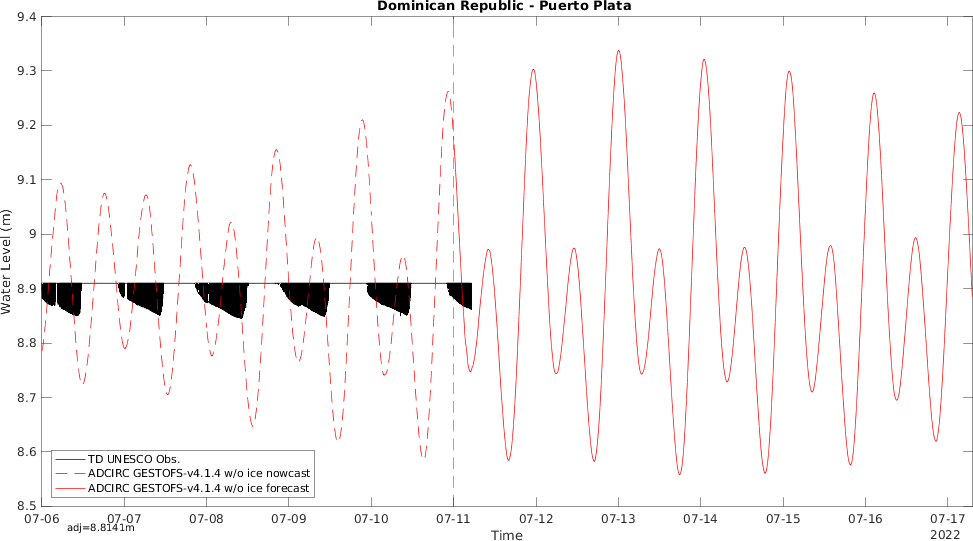 Dominican Republic - Puerto Plata
Water Level (m)
9.4
9.3
9.2
9.1
9
8.9
8.8
8.7
8.6
8.5
TD UNESCO Obs.
ADCIRC GESTOFS-v4.1.4 w/o ice nowcast
ADCIRC GESTOFS-v4.1.4 w/o ice forecast
07-06 07-07 07-08 07-09 07-10 07-11 07-12 07-13 07-14 07-15 07-16 07-17
adj=8.8141m
Time
2022